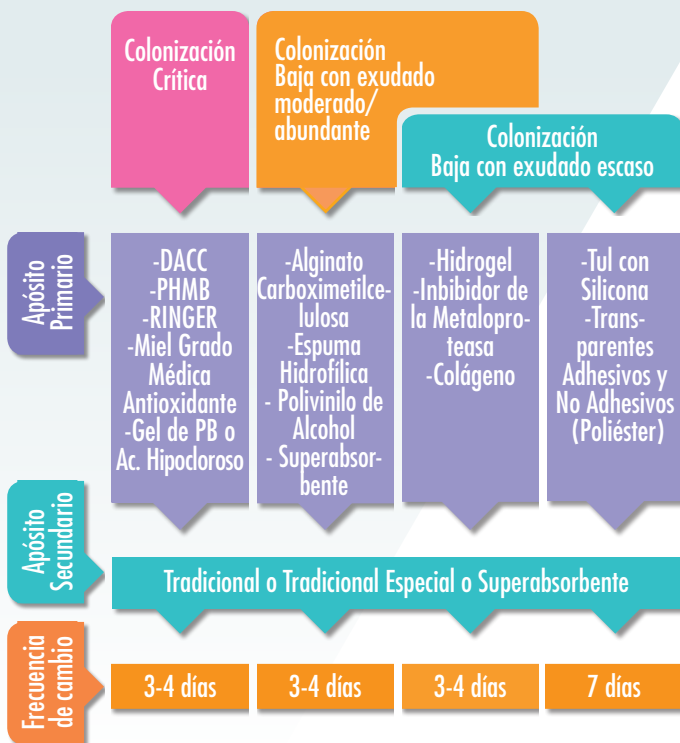 Colonización
Crítica
Colonización
Baja con exudado
moderado/
abundante
Colonización
Baja con exudado escaso
Apósito
Primario
-DACC
-PHMB
-RINGER
-Miel Grado
Médica
Antioxidante
-Gel de PB o
Ac. Hipocloroso
-Alginato
Carboximetilce-
lulosa
-Espuma
Hidrofílica
- Polivinilo de
Alcohol
- Superabsor-
bente
-Hidrogel
-Inbibidor de
la Metalopro-
teasa
-Colágeno
-Tul con
Silicona
-Trans-
parentes
Adhesivos y
No Adhesivos
(Poliéster)
Apósito
Secundario
Tradicional o Tradicional Especial o Superabsorbente
Frecuencia
de cambio
3-4 días
3-4 días
3-4 días
7 días